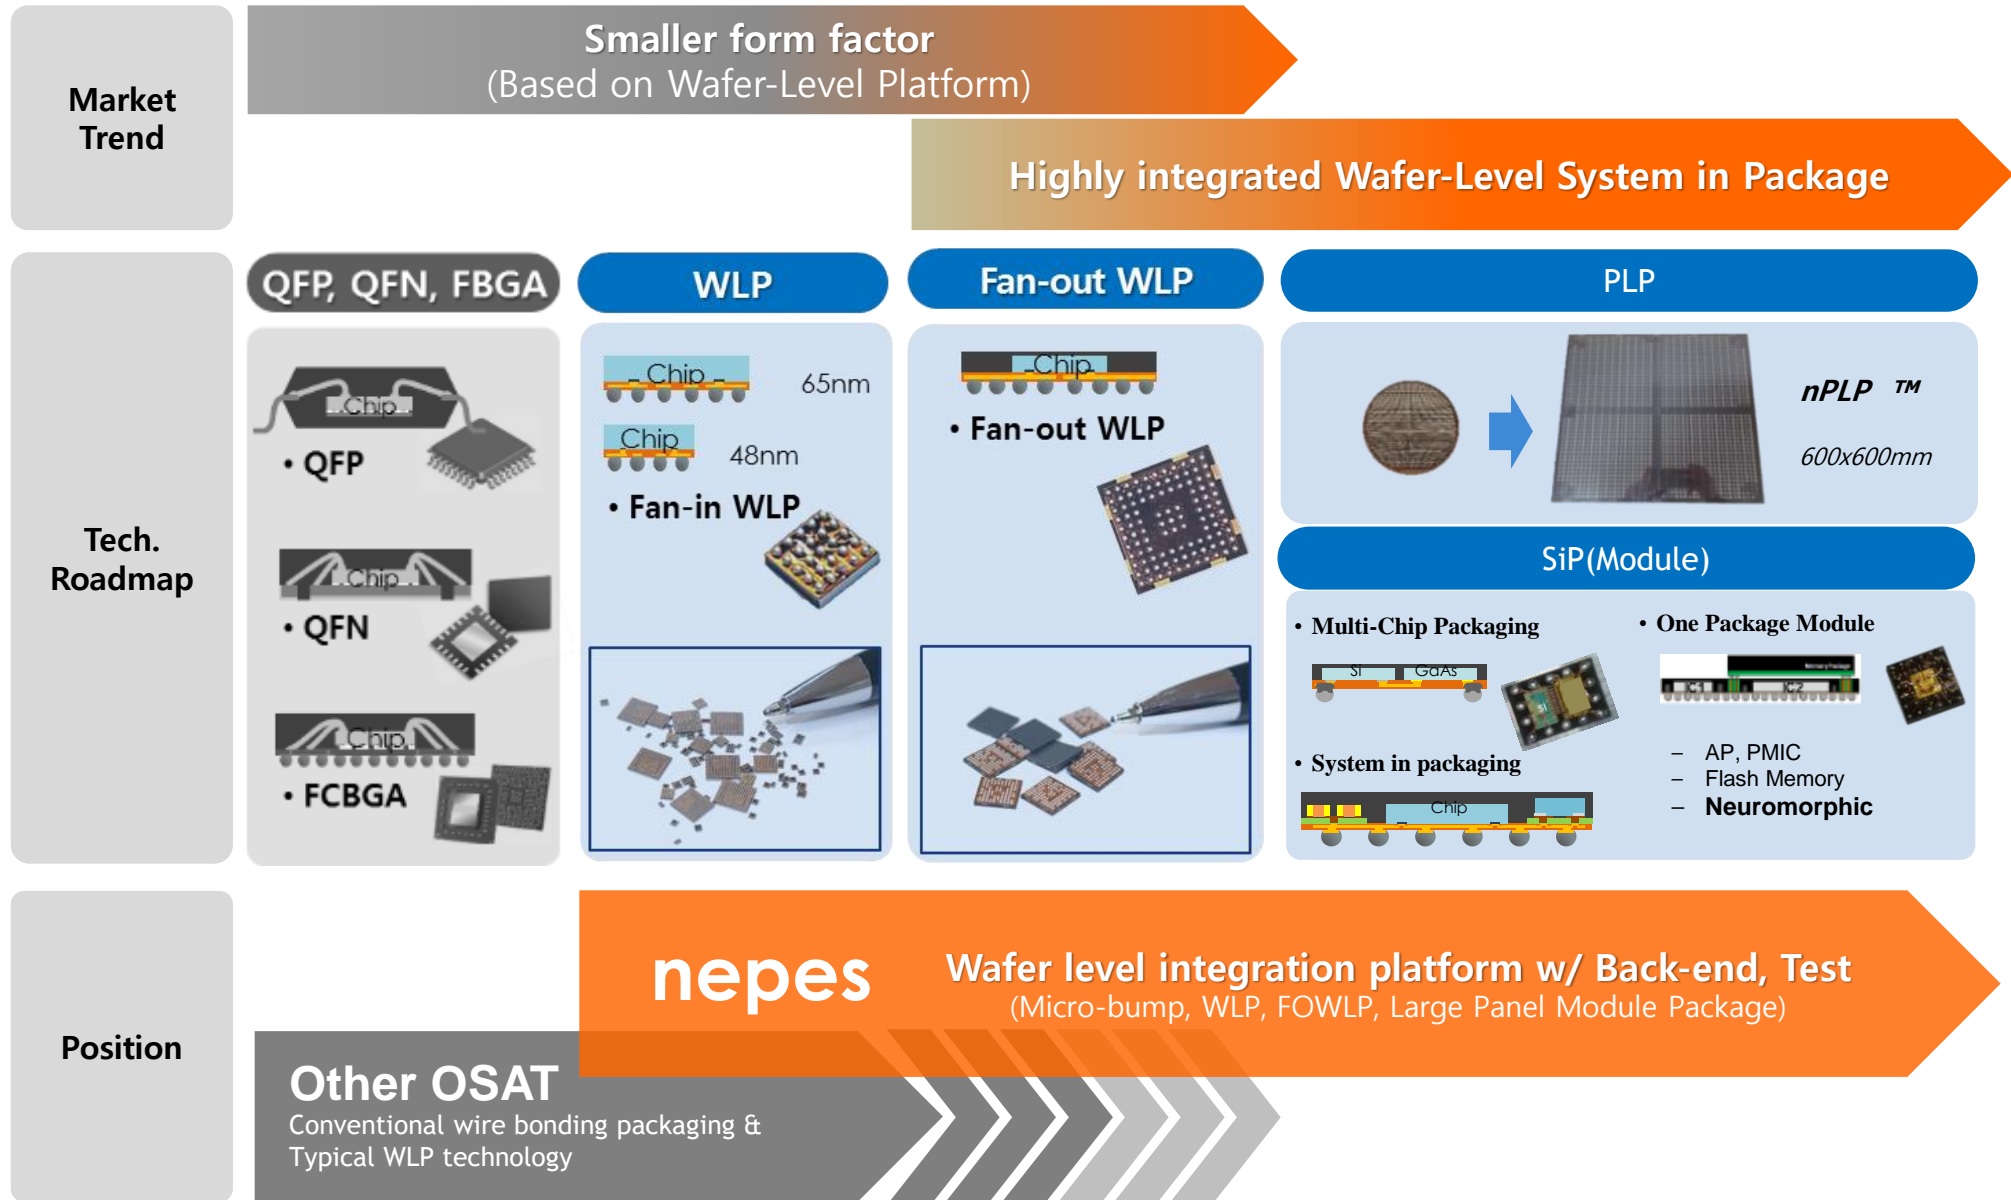 Market
Trend
Smaller form factor
(Based on Wafer-Level Platform)
Highly integrated Wafer-Level System in Package
Tech.
Roadmap
QFP, QFN, FBGA
Chip
• QFP
Chip
• QFN
Chip
• FCBGA
WLP
Chip
65nm
Chip
48nm
• Fan-in WLP
Fan-out WLP
Chip
• Fan-out WLP
PLP
nPLP ™
600x600mm
SiP(Module)
• Multi-Chip Packaging
Si
GaAs
Si
• System in packaging
Chip
• One Package Module
Memory Package
IC1
IC2
– AP, PMIC
– Flash Memory
– Neuromorphic
Position
nepes
Wafer level integration platform w/ Back-end, Test
(Micro-bump, WLP, FOWLP, Large Panel Module Package)
Other OSAT
Conventional wire bonding packaging &
Typical WLP technology